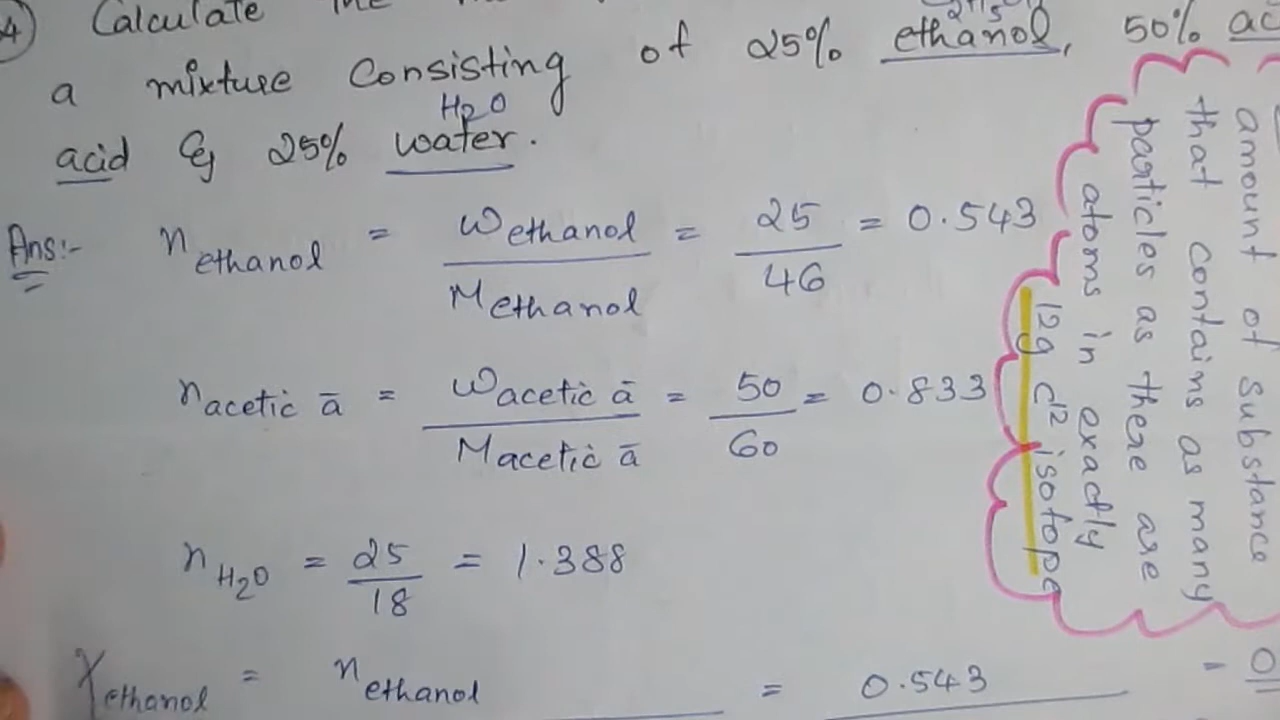 4 Calculate the
a mixture consisting of 25% ethanol, 50%
H2O
acid & 25% water.
Ans:- n ethanol = W ethanol / M ethanol = 25 / 46 = 0.543
n acetic ā = W acetic ā / M acetic ā = 50 / 60 = 0.833
n H2O = 25 / 18 = 1.388
χ ethanol = n ethanol = 0.543
amount of substance
that contains as many
particles as there are
atoms in exactly
12g C12 isotope